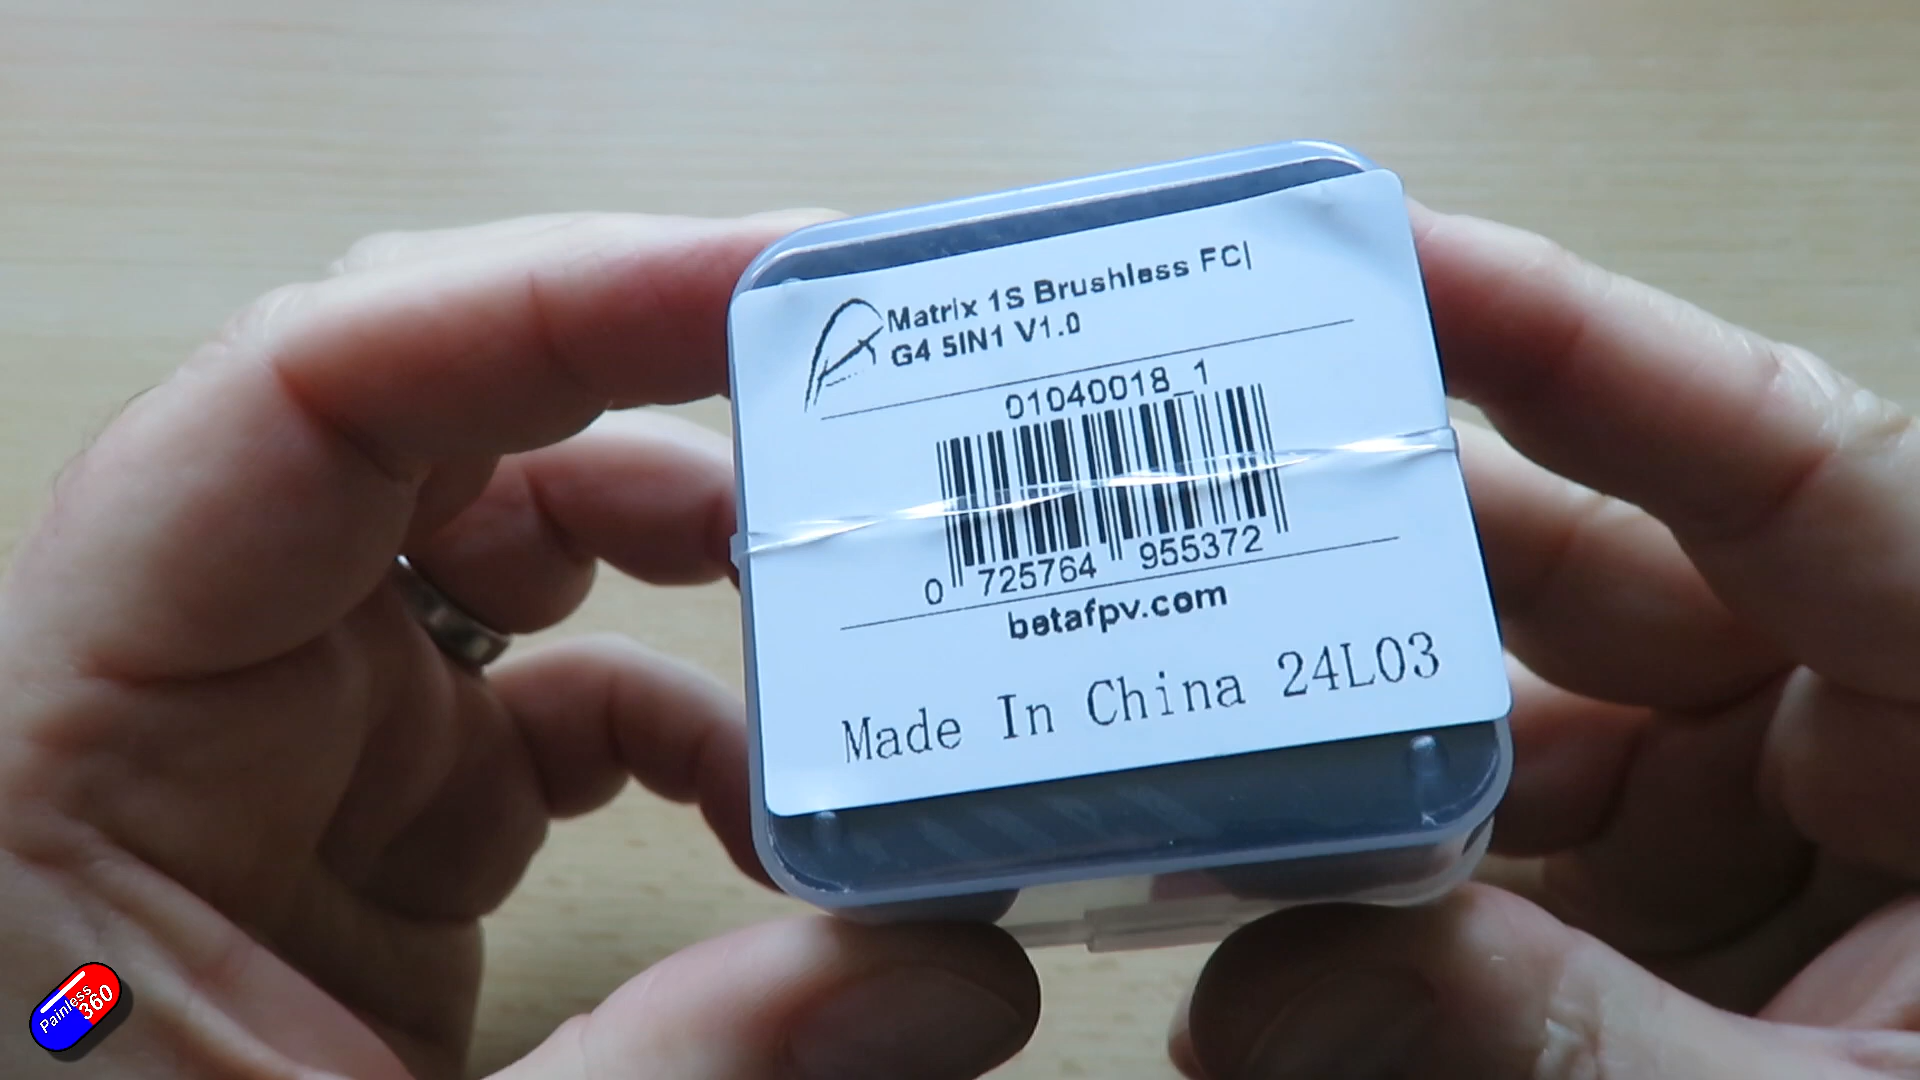 Matrix 1S Brushless FC|
G4 5IN1 V1.0
01040018_1
0 725764 955372
betafpv.com
Made In China 24L03
Painless
360